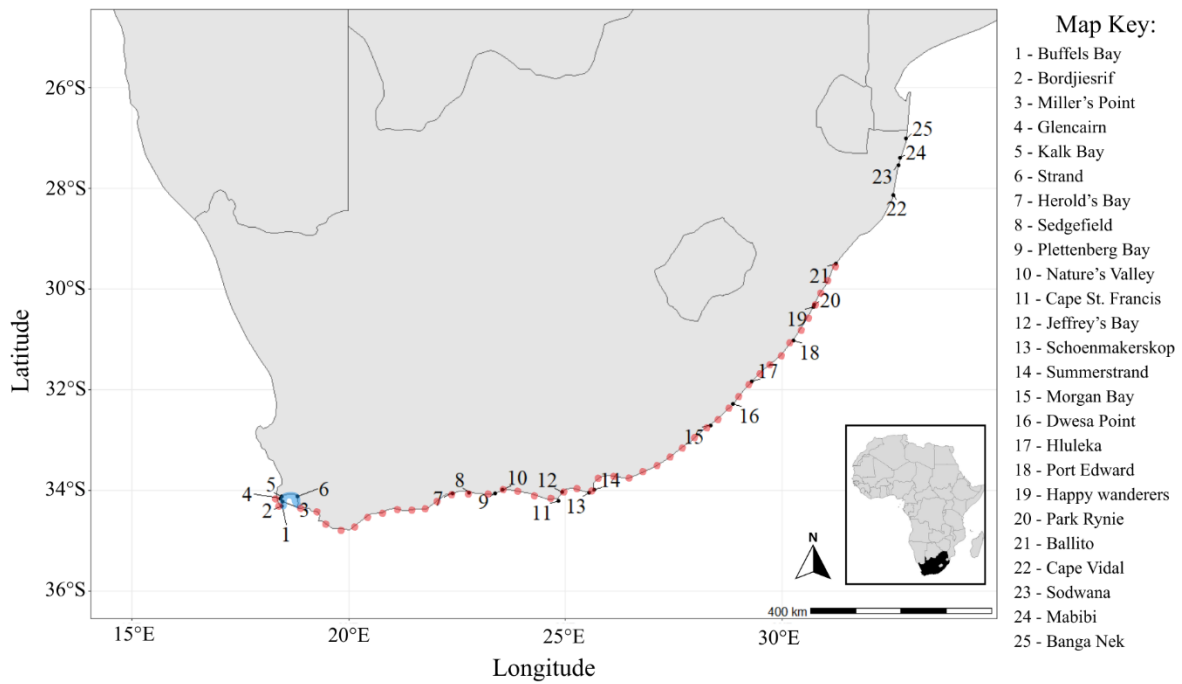 Map Key:
1 - Buffels Bay
2 - Bordjiesrif
3 - Miller's Point
4 - Glencairn
5 - Kalk Bay
6 - Strand
7 - Herold's Bay
8 - Sedgefield
9 - Plettenberg Bay
10 - Nature's Valley
11 - Cape St. Francis
12 - Jeffrey's Bay
13 - Schoenmakerskop
14 - Summerstrand
15 - Morgan Bay
16 - Dwesa Point
17 - Hluleka
18 - Port Edward
19 - Happy wanderers
20 - Park Rynie
21 - Ballito
22 - Cape Vidal
23 - Sodwana
24 - Mabibi
25 - Banga Nek
26°S
28°S
30°S
32°S
34°S
36°S
Latitude
25
24
23
22
21
20
19
18
17
16
15
14
13
12
11
10
9
8
7
6
5
4
3
2
1
N
400 km
15°E
20°E
25°E
30°E
Longitude